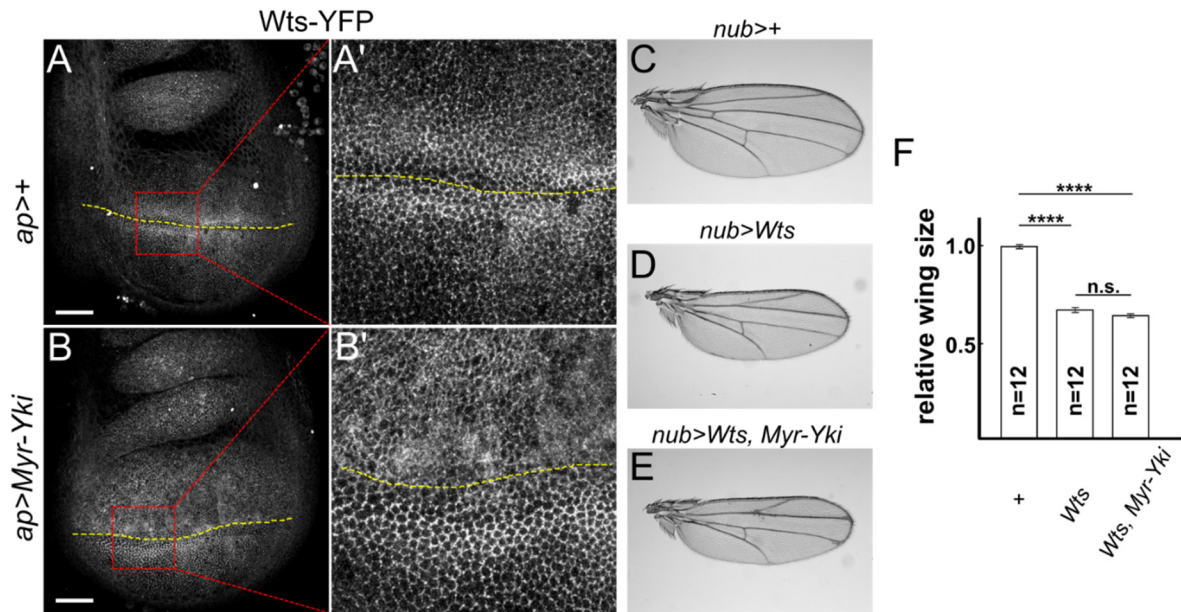 Wts-YFP
A
A'
ap>+
B
B'
ap>Myr-Yki
nub>+
C
nub>Wts
D
nub>Wts, Myr-Yki
E
F
****
****
n.s.
relative wing size
1.0
0.5
n=12
n=12
n=12
+
Wts
Wts, Myr-Yki